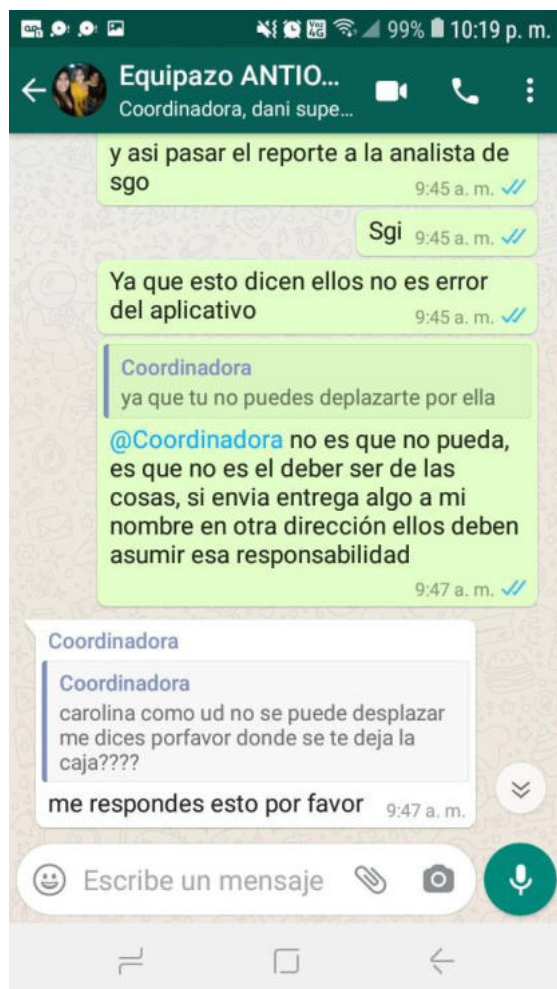 99% 10:19 p. m.
Equipazo ANTIO...
Coordinadora, dani supe...
y asi pasar el reporte a la analista de
sgo
9:45 a. m.
Sgi 9:45 a. m.
Ya que esto dicen ellos no es error
del aplicativo
9:45 a. m.
Coordinadora
ya que tu no puedes deplazarte por ella
@Coordinadora no es que no pueda,
es que no es el deber ser de las
cosas, si envia entrega algo a mi
nombre en otra dirección ellos deben
asumir esa responsabilidad
9:47 a. m.
Coordinadora
Coordinadora
carolina como ud no se puede desplazar
me dices porfavor donde se te deja la
caja????
me respondes esto por favor 9:47 a. m.
Escribe un mensaje